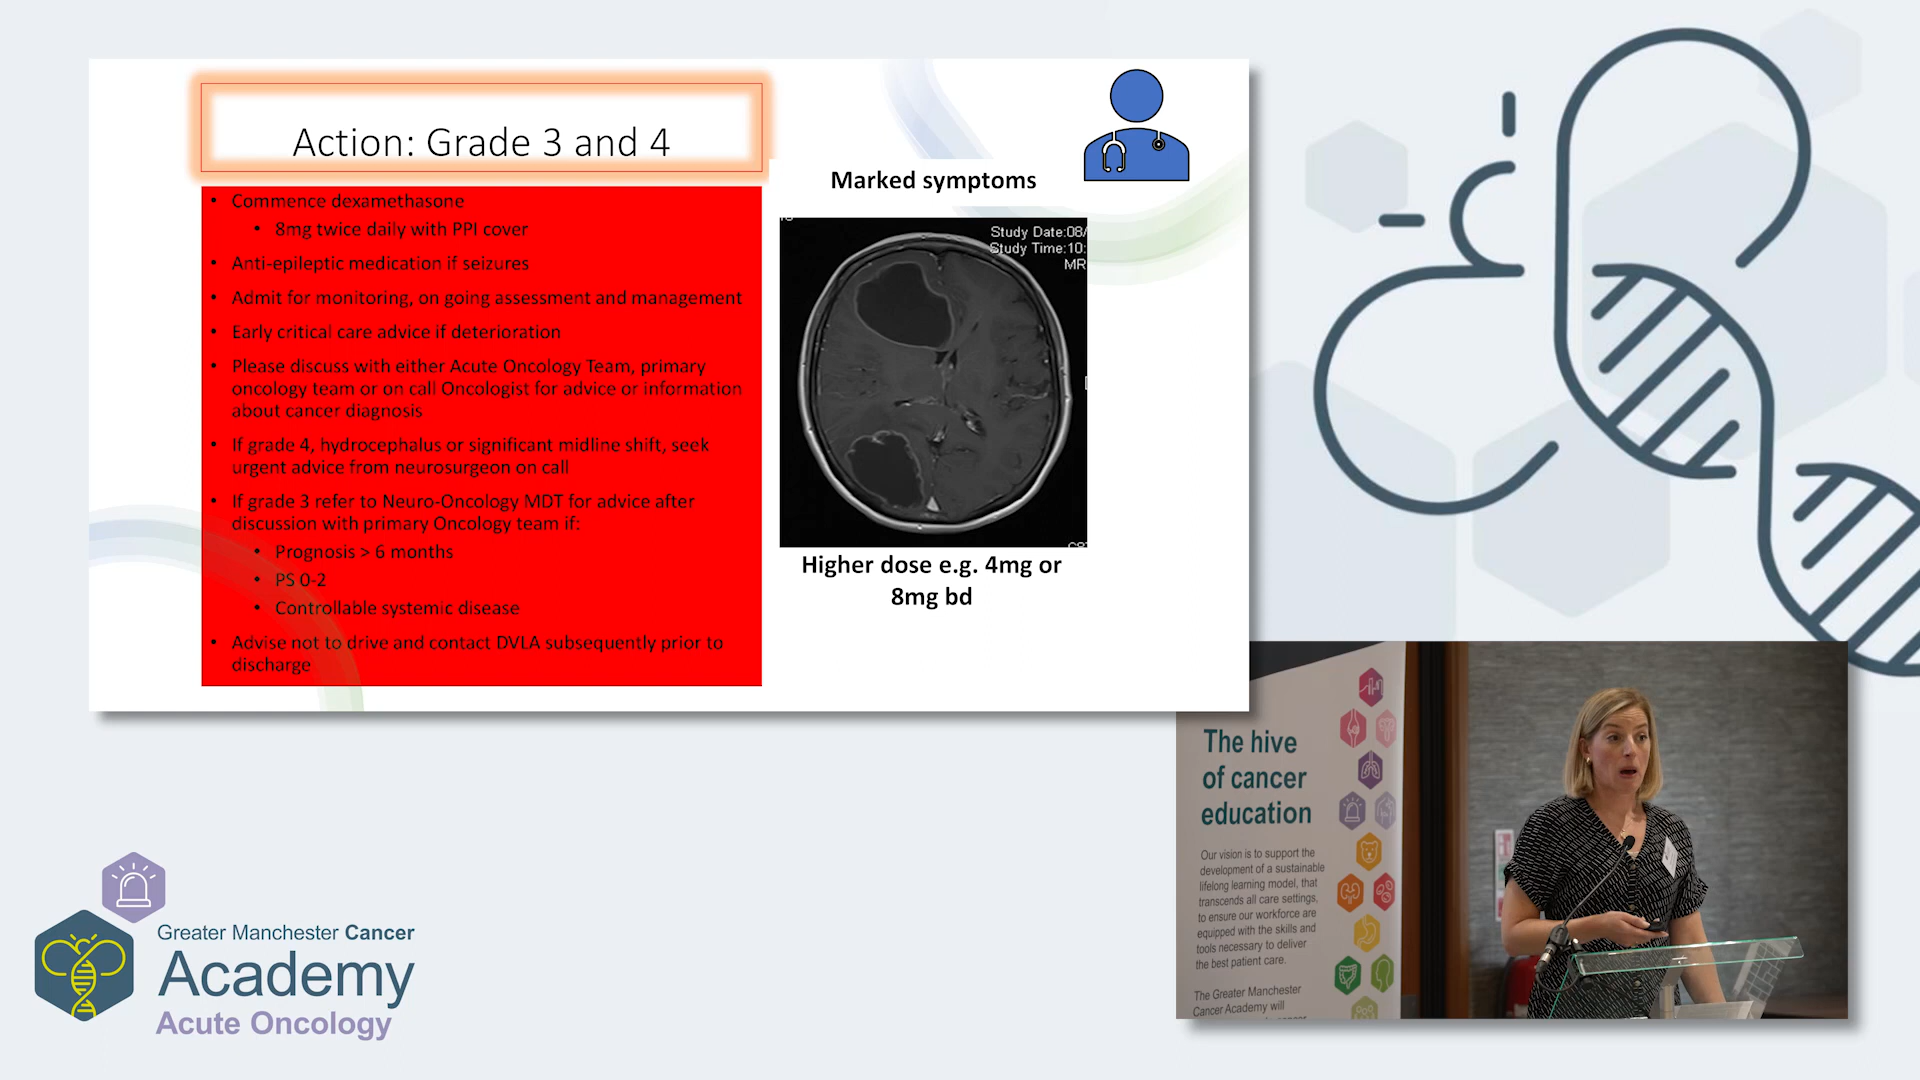 Action: Grade 3 and 4
• Commence dexamethasone
• 8mg twice daily with PPI cover
• Anti-epileptic medication if seizures
• Admit for monitoring, on going assessment and management
• Early critical care advice if deterioration
• Please discuss with either Acute Oncology Team, primary
oncology team or on call Oncologist for advice or information
about cancer diagnosis
• If grade 4, hydrocephalus or significant midline shift, seek
urgent advice from neurosurgeon on call
• If grade 3 refer to Neuro-Oncology MDT for advice after
discussion with primary Oncology team if:
• Prognosis > 6 months
• PS 0-2
• Controllable systemic disease
• Advise not to drive and contact DVLA subsequently prior to
discharge
Marked symptoms
Study Date:08/
Study Time:10:
MR
Higher dose e.g. 4mg or
8mg bd
The hive
of cancer
education
Our vision is to support the
development of a sustainable
lifelong learning model, that
transcends all care settings,
to ensure our workforce are
equipped with the skills and
tools necessary to deliver
the best patient care.
The Greater Manchester
Cancer Academy will
Greater Manchester Cancer
Academy
Acute Oncology